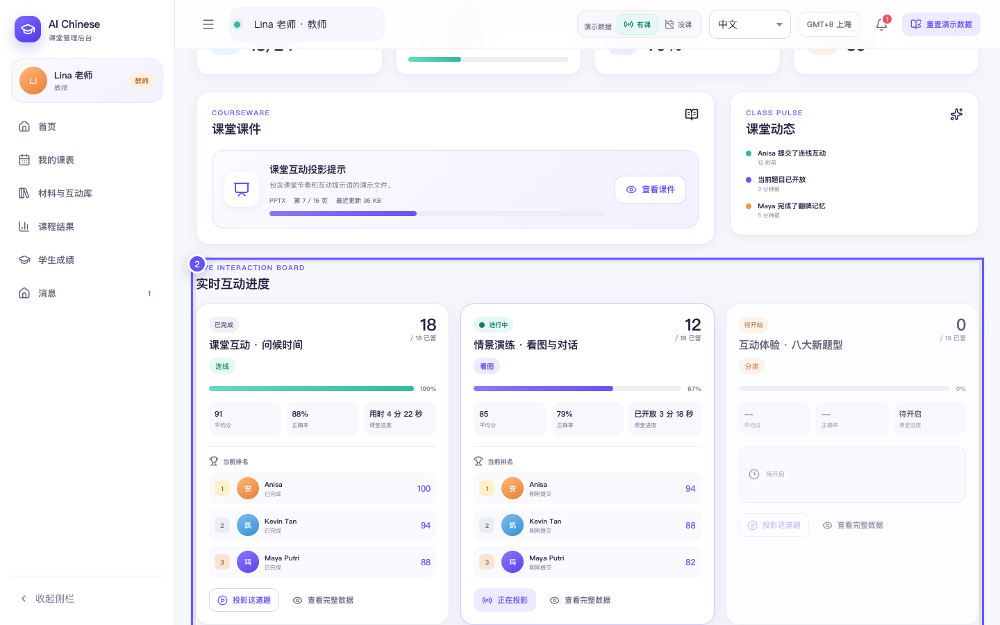 AI Chinese
课堂管理后台
Li
Lina 老师
教师
教师
首页
我的课表
材料与互动库
课程结果
学生成绩
消息
1
收起侧栏
Lina 老师 · 教师
演示数据
有课
没课
中文
GMT+8 上海
1
重置演示数据
COURSEWARE
课堂课件
课堂互动投影提示
包含课堂节奏和互动提示语的演示文件。
PPTX 第 7 / 16 页 最近更新 36 KB
查看课件
CLASS PULSE
课堂动态
Anisa 提交了连线互动
12 秒前
当前题目已开放
3 分钟前
Maya 完成了翻牌记忆
5 分钟前
2
VE INTERACTION BOARD
实时互动进度
已完成
18
/ 18 已答
课堂互动 · 问候时间
连线
100%
91
平均分
88%
正确率
用时 4 分 22 秒
课堂进度
当前排名
1
安
Anisa
已完成
100
2
凯
Kevin Tan
已完成
94
3
玛
Maya Putri
已完成
88
投影这道题
查看完整数据
进行中
12
/ 18 已答
情景演练 · 看图与对话
看图
67%
85
平均分
79%
正确率
已开放 3 分 18 秒
课堂进度
当前排名
1
安
Anisa
刚刚提交
94
2
凯
Kevin Tan
刚刚提交
88
3
玛
Maya Putri
刚刚提交
82
正在投影
查看完整数据
待开始
0
/ 18 已答
互动体验 · 八大新题型
分类
0%
--
平均分
--
正确率
待开启
课堂进度
待开启
投影这道题
查看完整数据